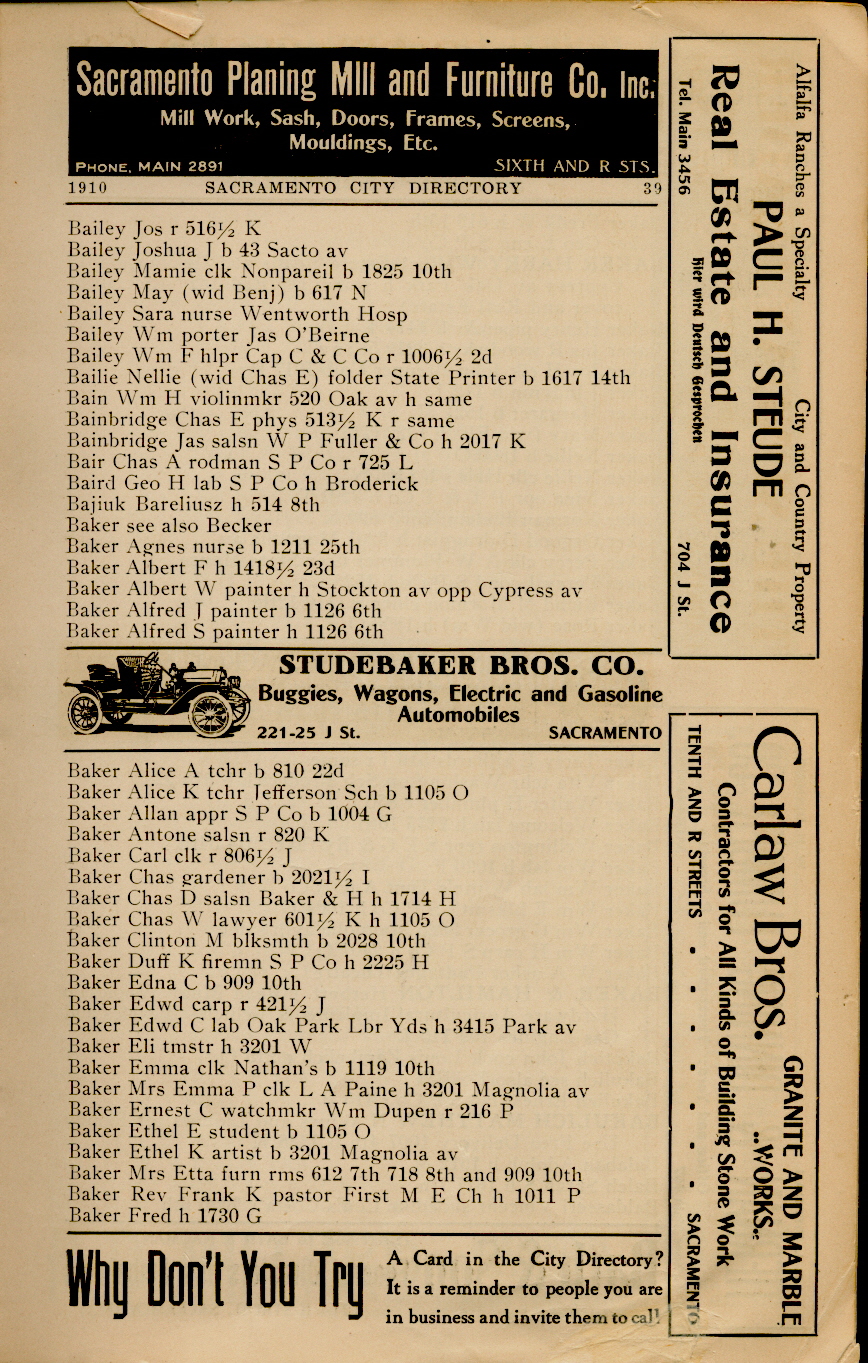 Sacramento Planing Mill and Furniture Co. Inc.
Mill Work, Sash, Doors, Frames, Screens,
Mouldings, Etc.
PHONE, MAIN 2891 SIXTH AND R STS.
1910 SACRAMENTO CITY DIRECTORY 39
Bailey Jos r 516½ K
Bailey Joshua J b 43 Sacto av
Bailey Mamie clk Nonpareil b 1825 10th
Bailey May (wid Benj) b 617 N
Bailey Sara nurse Wentworth Hosp
Bailey Wm porter Jas O'Beirne
Bailey Wm F hlpr Cap C & C Co r 1006½ 2d
Bailie Nellie (wid Chas E) folder State Printer b 1617 14th
Bain Wm H violinmkr 520 Oak av h same
Bainbridge Chas E phys 513½ K r same
Bainbridge Jas salsn W P Fuller & Co h 2017 K
Bair Chas A rodman S P Co r 725 L
Baird Geo H lab S P Co h Broderick
Bajiuk Bareliusz h 514 8th
Baker see also Becker
Baker Agnes nurse b 1211 25th
Baker Albert F h 1418½ 23d
Baker Albert W painter h Stockton av opp Cypress av
Baker Alfred J painter b 1126 6th
Baker Alfred S painter h 1126 6th
STUDEBAKER BROS. CO.
Buggies, Wagons, Electric and Gasoline
Automobiles
221-25 J St. SACRAMENTO
Baker Alice A tchr b 810 22d
Baker Alice K tchr Jefferson Sch b 1105 O
Baker Allan appr S P Co b 1004 G
Baker Antone salsn r 820 K
Baker Carl clk r 806½ J
Baker Chas gardener b 2021½ I
Baker Chas D salsn Baker & H h 1714 H
Baker Chas W lawyer 601½ K h 1105 O
Baker Clinton M blksmth b 2028 10th
Baker Duff K firemn S P Co h 2225 H
Baker Edna C b 909 10th
Baker Edwd carp r 421½ J
Baker Edwd C lab Oak Park Lbr Yds h 3415 Park av
Baker Eli tmstr h 3201 W
Baker Emma clk Nathan's b 1119 10th
Baker Mrs Emma P clk L A Paine h 3201 Magnolia av
Baker Ernest C watchmkr Wm Dupen r 216 P
Baker Ethel E student b 1105 O
Baker Ethel K artist b 3201 Magnolia av
Baker Mrs Etta furn rms 612 7th 718 8th and 909 10th
Baker Rev Frank K pastor First M E Ch h 1011 P
Baker Fred h 1730 G
Why Don't You Try
A Card in the City Directory?
It is a reminder to people you are
in business and invite them to call
Alfalfa Ranches a Specialty City and Country Property
PAUL H. STEUDE
Real Estate and Insurance
Hier wird Deutsch Gesprochen
Tel. Main 3456 704 J St.
Carlaw Bros. GRANITE AND MARBLE
..WORKS..
Contractors for All Kinds of Building Stone Work
TENTH AND R STREETS . . . . . . . SACRAMENTO